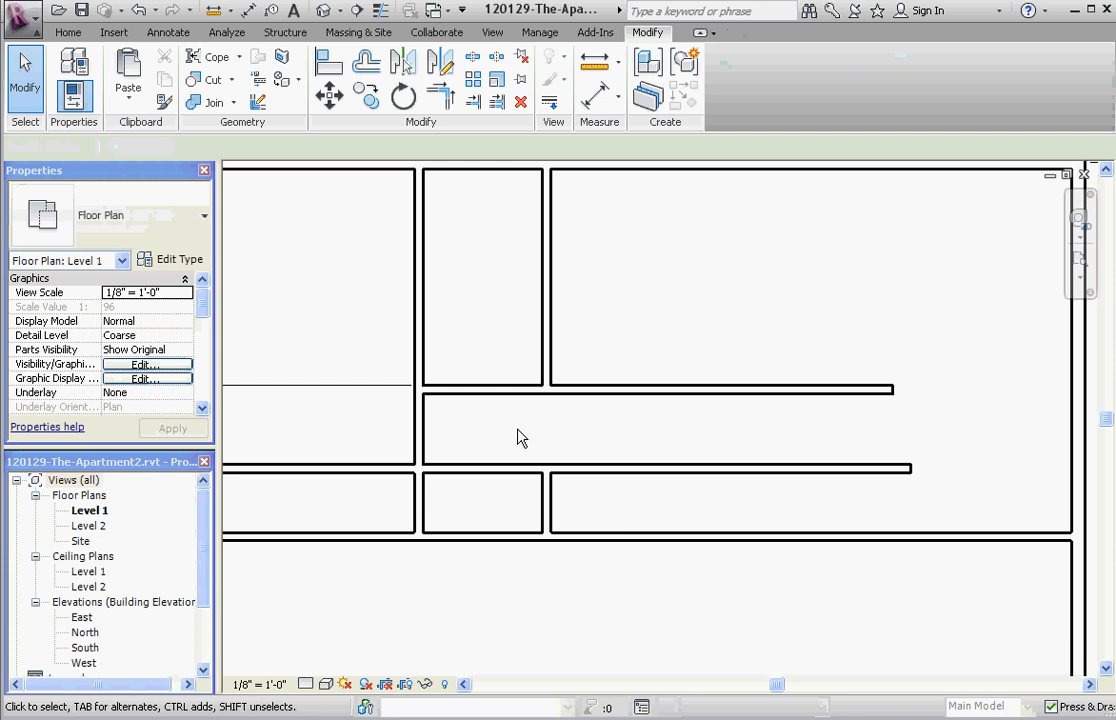 120129-The-Apa...
Type a keyword or phrase
Sign In
Home
Insert
Annotate
Analyze
Structure
Massing & Site
Collaborate
View
Manage
Add-Ins
Modify
Modify
Paste
Cope
Cut
Join
Select
Properties
Clipboard
Geometry
Modify
View
Measure
Create
Properties
Floor Plan
Floor Plan: Level 1
Edit Type
Graphics
View Scale 1/8" = 1'-0"
Scale Value 1: 96
Display Model Normal
Detail Level Coarse
Parts Visibility Show Original
Visibility/Graphi... Edit...
Graphic Display ... Edit...
Underlay None
Underlay Orient... Plan
Properties help
Apply
120129-The-Apartment2.rvt - Pro...
Views (all)
Floor Plans
Level 1
Level 2
Site
Ceiling Plans
Level 1
Level 2
Elevations (Building Elevation
East
North
South
West
1/8" = 1'-0"
Click to select, TAB for alternates, CTRL adds, SHIFT unselects.
:0
Main Model
Press & Dra